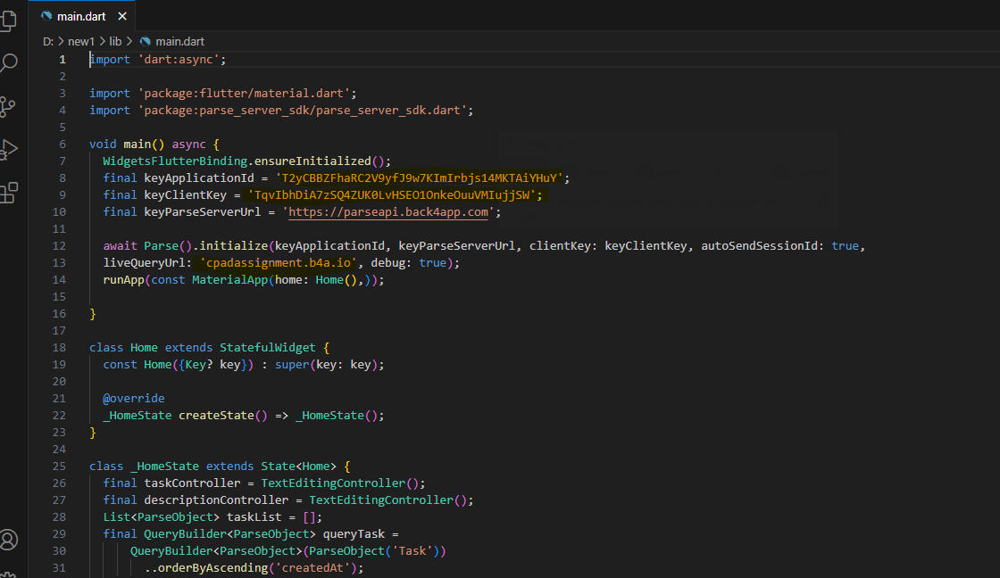 main.dart
D: > new1 > lib > main.dart
1 import 'dart:async';
2
3 import 'package:flutter/material.dart';
4 import 'package:parse_server_sdk/parse_server_sdk.dart';
5
6 void main() async {
7 WidgetsFlutterBinding.ensureInitialized();
8 final keyApplicationId = 'T2yCBBZFhaRC2V9yfJ9w7KImIrbjs14MKTAiYHuY';
9 final keyClientKey = 'TqvIbhDiA7zSQ4ZUK0LvHSEO1OnkeOuuVMIujjSW';
10 final keyParseServerUrl = 'https://parseapi.back4app.com';
11
12 await Parse().initialize(keyApplicationId, keyParseServerUrl, clientKey: keyClientKey, autoSendSessionId: true,
13 liveQueryUrl: 'cpadassignment.b4a.io', debug: true);
14 runApp(const MaterialApp(home: Home(),));
15
16 }
17
18 class Home extends StatefulWidget {
19 const Home({Key? key}) : super(key: key);
20
21 @override
22 _HomeState createState() => _HomeState();
23 }
24
25 class _HomeState extends State<Home> {
26 final taskController = TextEditingController();
27 final descriptionController = TextEditingController();
28 List<ParseObject> taskList = [];
29 final QueryBuilder<ParseObject> queryTask =
30 QueryBuilder<ParseObject>(ParseObject('Task'))
31 ..orderByAscending('createdAt');